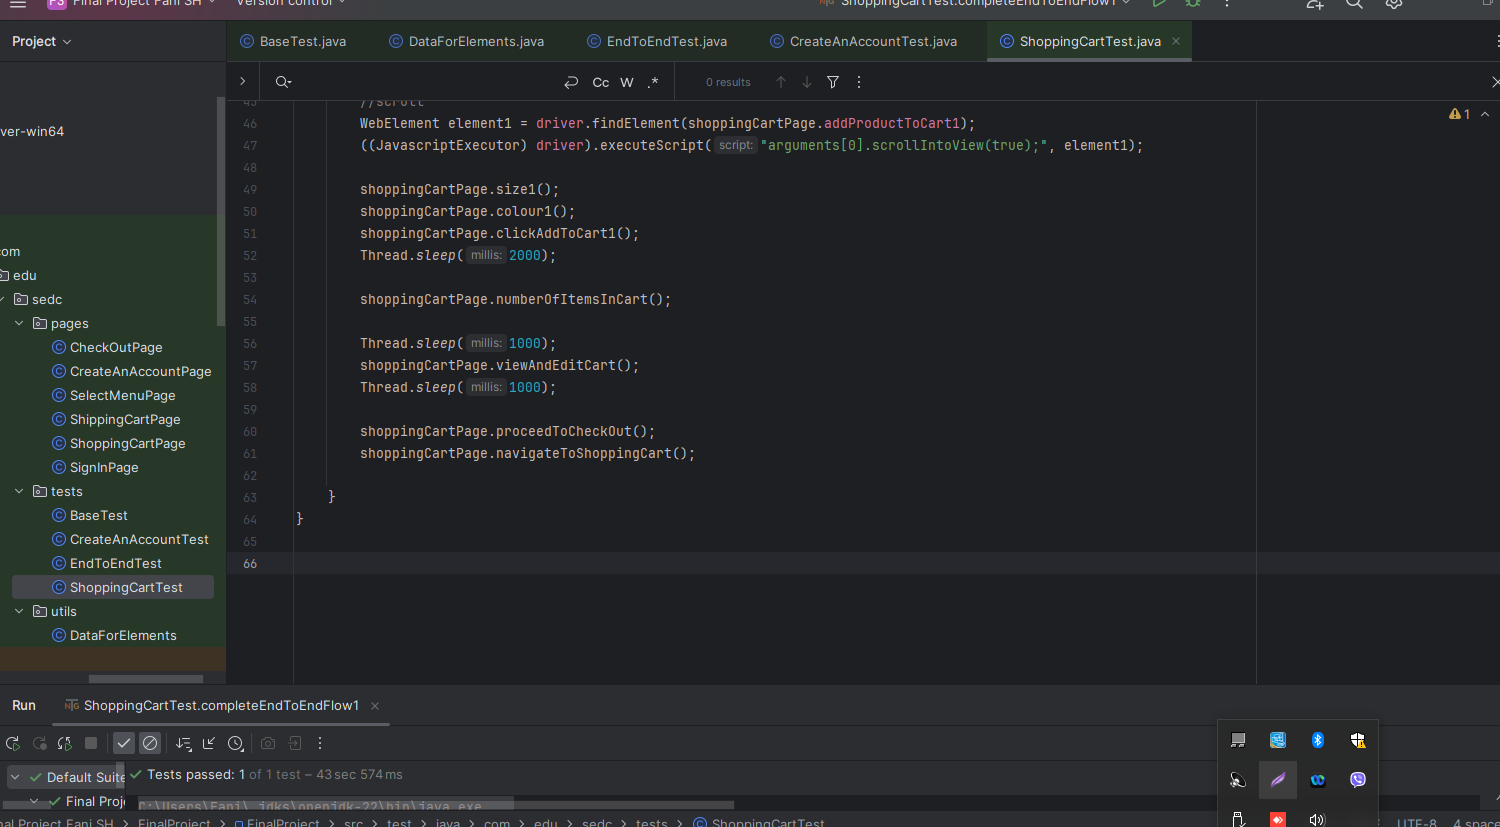 FS Final Project Fani SH Version control ShoppingCartTest.completeEndToEndFlow1
Project
BaseTest.java DataForElements.java EndToEndTest.java CreateAnAccountTest.java ShoppingCartTest.java
Cc W .* 0 results
ver-win64
com
edu
sedc
pages
CheckOutPage
CreateAnAccountPage
SelectMenuPage
ShippingCartPage
ShoppingCartPage
SignInPage
tests
BaseTest
CreateAnAccountTest
EndToEndTest
ShoppingCartTest
utils
DataForElements
45 //scroll
46 WebElement element1 = driver.findElement(shoppingCartPage.addProductToCart1);
47 ((JavascriptExecutor) driver).executeScript( script: "arguments[0].scrollIntoView(true);", element1);
48
49 shoppingCartPage.size1();
50 shoppingCartPage.colour1();
51 shoppingCartPage.clickAddToCart1();
52 Thread.sleep( millis: 2000);
53
54 shoppingCartPage.numberOfItemsInCart();
55
56 Thread.sleep( millis: 1000);
57 shoppingCartPage.viewAndEditCart();
58 Thread.sleep( millis: 1000);
59
60 shoppingCartPage.proceedToCheckOut();
61 shoppingCartPage.navigateToShoppingCart();
62
63 }
64 }
65
66
1
Run ShoppingCartTest.completeEndToEndFlow1
Default Suite
Final Proj
Tests passed: 1 of 1 test – 43 sec 574 ms
C:\Users\Fani\.jdks\openjdk-22\bin\java.exe
nal Project Fani SH > FinalProject > FinalProject > src > test > java > com > edu > sedc > tests > ShoppingCartTest
UTF-8 4 space